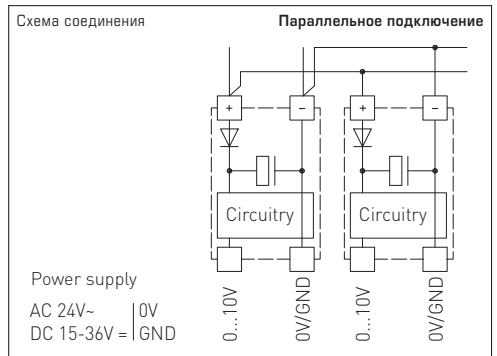 Схема соединения
Параллельное подключение
+ − + −
Circuitry Circuitry
Power supply
AC 24V~ 0V
DC 15-36V = GND
0...10V 0V/GND 0...10V 0V/GND